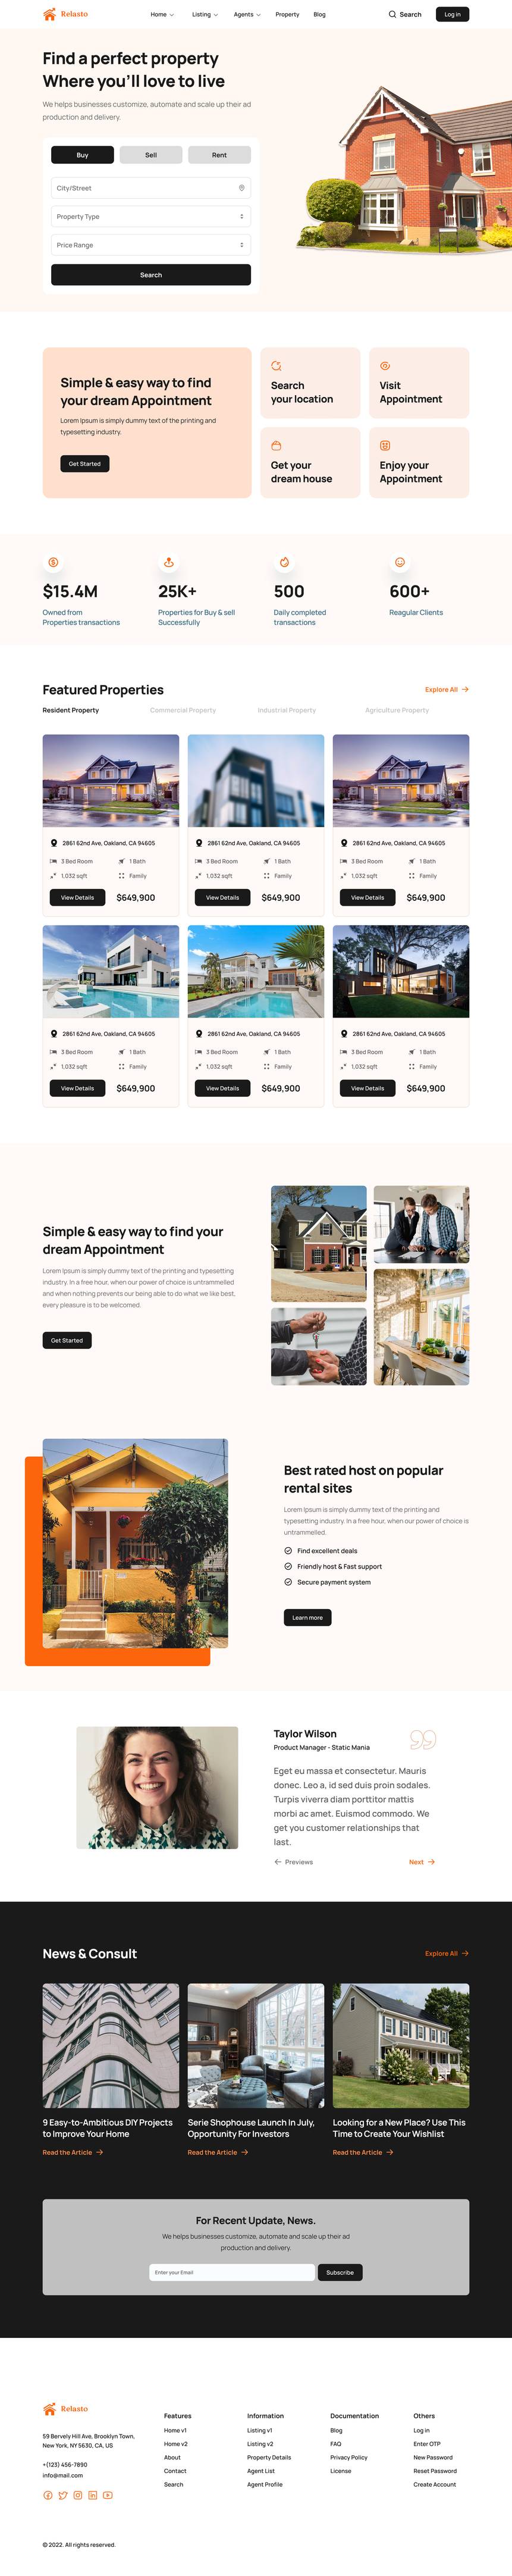 Relasto
Home
Listing
Agents
Property
Blog
Search
Log in
Find a perfect property
Where you'll love to live
We helps businesses customize, automate and scale up their ad
production and delivery.
Buy
Sell
Rent
City/Street
Property Type
Price Range
Search
Simple & easy way to find
your dream Appointment
Lorem Ipsum is simply dummy text of the printing and
typesetting industry.
Get Started
Search
your location
Visit
Appointment
Get your
dream house
Enjoy your
Appointment
$15.4M
Owned from
Properties transactions
25K+
Properties for Buy & sell
Successfully
500
Daily completed
transactions
600+
Reagular Clients
Featured Properties
Explore All
Resident Property
Commercial Property
Industrial Property
Agriculture Property
2861 62nd Ave, Oakland, CA 94605
3 Bed Room
1 Bath
1,032 sqft
Family
View Details
$649,900
2861 62nd Ave, Oakland, CA 94605
3 Bed Room
1 Bath
1,032 sqft
Family
View Details
$649,900
2861 62nd Ave, Oakland, CA 94605
3 Bed Room
1 Bath
1,032 sqft
Family
View Details
$649,900
2861 62nd Ave, Oakland, CA 94605
3 Bed Room
1 Bath
1,032 sqft
Family
View Details
$649,900
2861 62nd Ave, Oakland, CA 94605
3 Bed Room
1 Bath
1,032 sqft
Family
View Details
$649,900
2861 62nd Ave, Oakland, CA 94605
3 Bed Room
1 Bath
1,032 sqft
Family
View Details
$649,900
Simple & easy way to find your
dream Appointment
Lorem Ipsum is simply dummy text of the printing and typesetting
industry. In a free hour, when our power of choice is untrammelled
and when nothing prevents our being able to do what we like best,
every pleasure is to be welcomed.
Get Started
Best rated host on popular
rental sites
Lorem Ipsum is simply dummy text of the printing and
typesetting industry. In a free hour, when our power of choice is
untrammelled.
Find excellent deals
Friendly host & Fast support
Secure payment system
Learn more
Taylor Wilson
Product Manager - Static Mania
Eget eu massa et consectetur. Mauris
donec. Leo a, id sed duis proin sodales.
Turpis viverra diam porttitor mattis
morbi ac amet. Euismod commodo. We
get you customer relationships that
last.
Previews
Next
News & Consult
Explore All
9 Easy-to-Ambitious DIY Projects
to Improve Your Home
Read the Article
Serie Shophouse Launch In July,
Opportunity For Investors
Read the Article
Looking for a New Place? Use This
Time to Create Your Wishlist
Read the Article
For Recent Update, News.
We helps businesses customize, automate and scale up their ad
production and delivery.
Enter your Email
Subscribe
Relasto
59 Bervely Hill Ave, Brooklyn Town,
New York, NY 5630, CA, US
+(123) 456-7890
info@mail.com
Features
Home v1
Home v2
About
Contact
Search
Information
Listing v1
Listing v2
Property Details
Agent List
Agent Profile
Documentation
Blog
FAQ
Privacy Policy
License
Others
Log in
Enter OTP
New Password
Reset Password
Create Account
© 2022. All rights reserved.